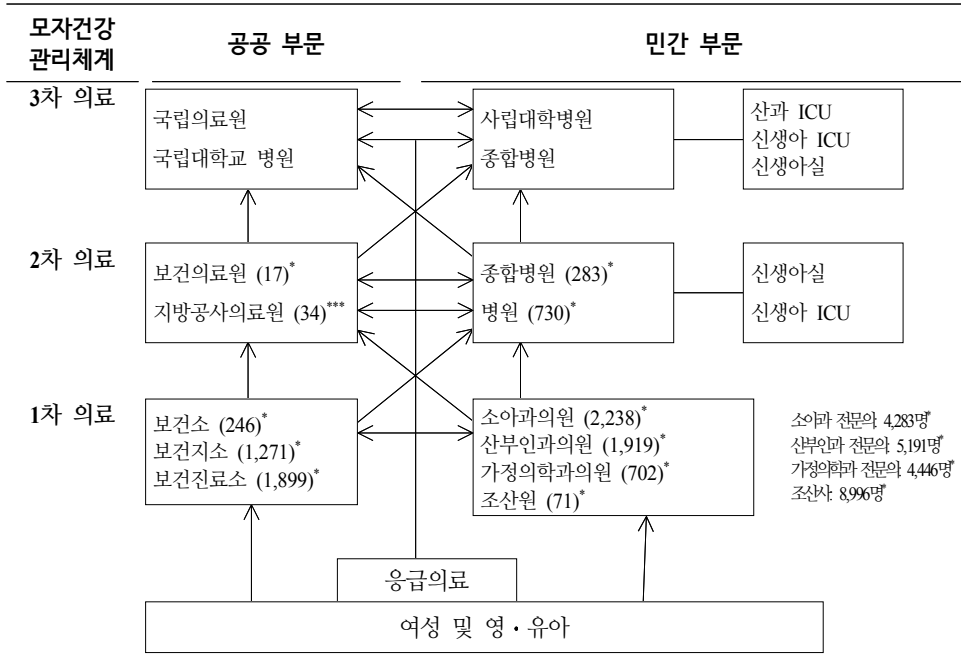 모자건강
관리체계
공공 부문
민간 부문
3차 의료
국립의료원
국립대학교 병원
사립대학병원
종합병원
산과 ICU
신생아 ICU
신생아실
2차 의료
보건의료원 (17)*
지방공사의료원 (34)***
종합병원 (283)*
병원 (730)*
신생아실
신생아 ICU
1차 의료
보건소 (246)*
보건지소 (1,271)*
보건진료소 (1,899)*
소아과의원 (2,238)*
산부인과의원 (1,919)*
가정의학과의원 (702)*
조산원 (71)*
소아과 전문의: 4,283명*
산부인과 전문의: 5,191명*
가정의학과 전문의: 4,446명*
조산사: 8,996명*
응급의료
여성 및 영・유아